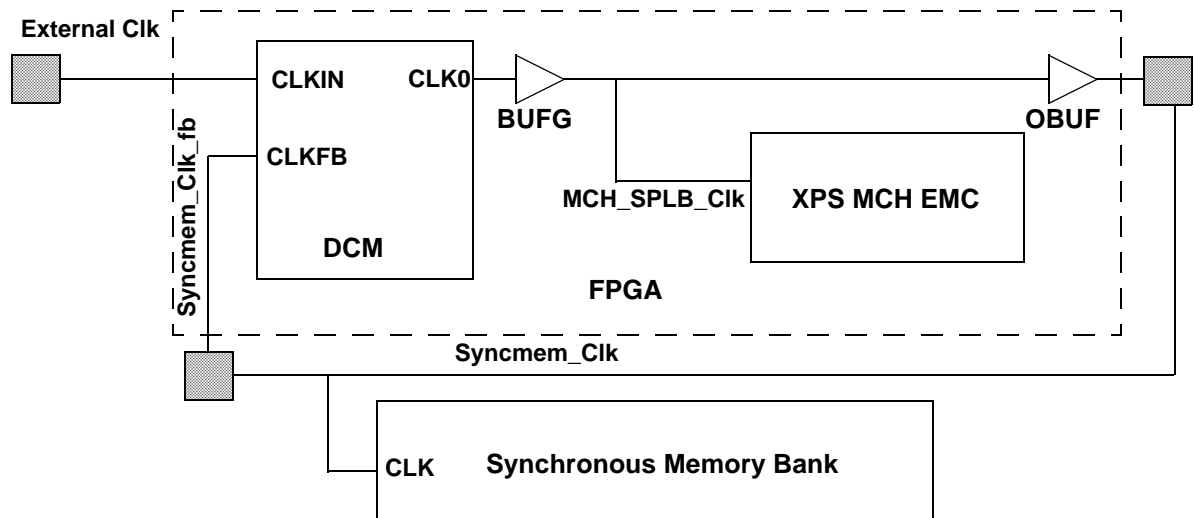 External Clk
CLKIN
CLK0
BUFG
OBUF
Syncmem_Clk_fb
CLKFB
MCH_SPLB_Clk
XPS MCH EMC
DCM
FPGA
Syncmem_Clk
CLK
Synchronous Memory Bank